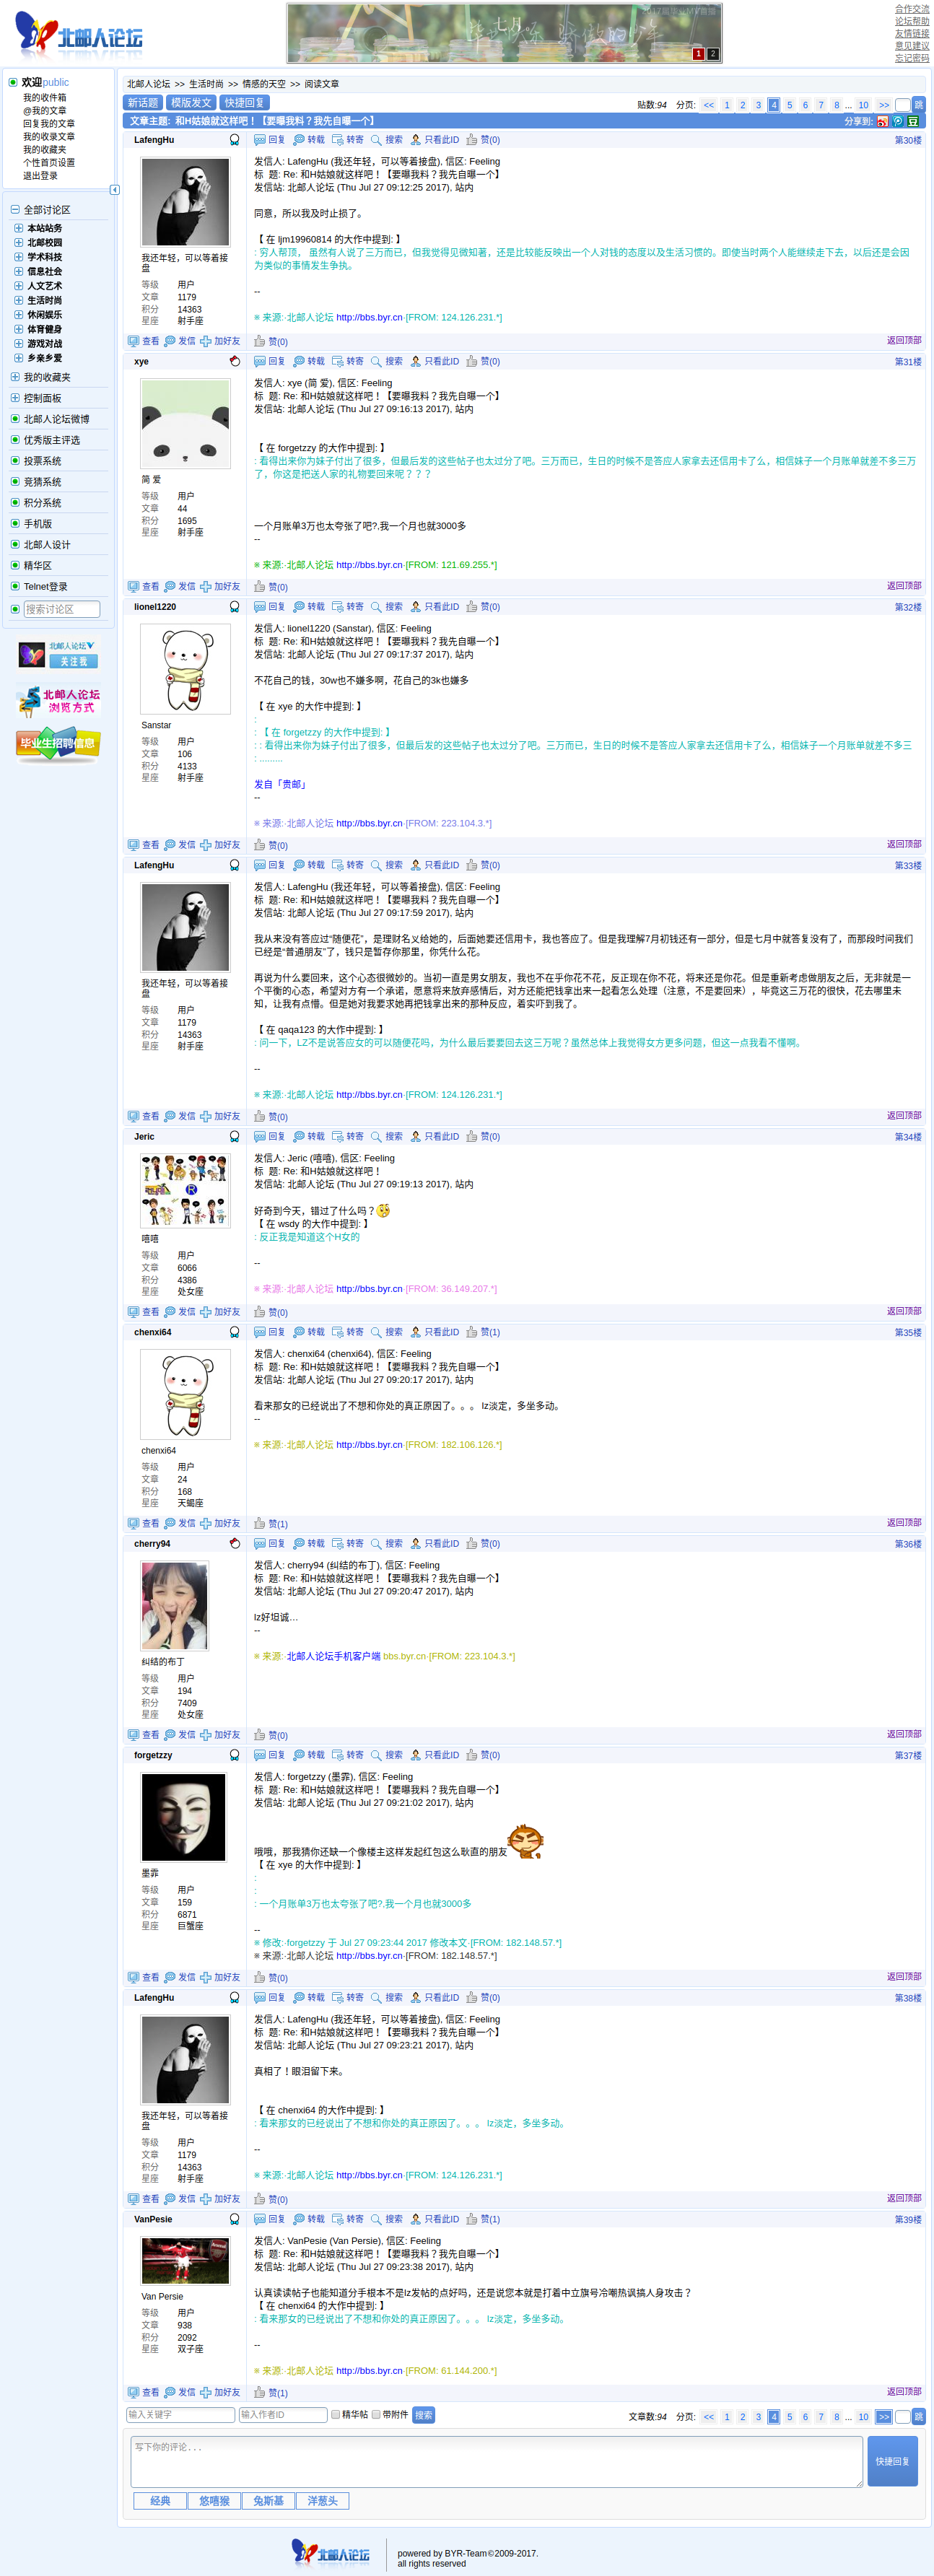 北邮人论坛
七月。
1 2
合作交流
论坛帮助
友情链接
意见建议
忘记密码
欢迎public
我的收件箱
@我的文章
回复我的文章
我的收录文章
我的收藏夹
个性首页设置
退出登录
全部讨论区
本站站务
北邮校园
学术科技
信息社会
人文艺术
生活时尚
休闲娱乐
体育健身
游戏对战
乡亲乡爱
我的收藏夹
控制面板
北邮人论坛微博
优秀版主评选
投票系统
竞猜系统
积分系统
手机版
北邮人设计
精华区
Telnet登录
搜索讨论区
北邮人论坛
关注我
北邮人论坛
浏览方式
毕业生招聘信息
北邮人论坛 >> 生活时尚 >> 情感的天空 >> 阅读文章
新话题 模版发文 快捷回复
贴数:94 分页: << 1 2 3 4 5 6 7 8 ... 10 >> 跳
文章主题: 和H姑娘就这样吧！【要曝我料？我先自曝一个】 分享到: 豆
LafengHu 回复 转载 转寄 搜索 只看此ID 赞(0) 第30楼
我还年轻，可以等着接盘
等级 用户
文章 1179
积分 14363
星座 射手座
发信人: LafengHu (我还年轻，可以等着接盘), 信区: Feeling
标 题: Re: 和H姑娘就这样吧！【要曝我料？我先自曝一个】
发信站: 北邮人论坛 (Thu Jul 27 09:12:25 2017), 站内
同意，所以我及时止损了。
【 在 ljm19960814 的大作中提到: 】
: 穷人帮顶， 虽然有人说了三万而已，但我觉得见微知著，还是比较能反映出一个人对钱的态度以及生活习惯的。即使当时两个人能继续走下去，以后还是会因为类似的事情发生争执。
--
※ 来源:·北邮人论坛 http://bbs.byr.cn·[FROM: 124.126.231.*]
查看 发信 加好友 赞(0) 返回顶部
xye 回复 转载 转寄 搜索 只看此ID 赞(0) 第31楼
简 爱
等级 用户
文章 44
积分 1695
星座 射手座
发信人: xye (简 爱), 信区: Feeling
标 题: Re: 和H姑娘就这样吧！【要曝我料？我先自曝一个】
发信站: 北邮人论坛 (Thu Jul 27 09:16:13 2017), 站内
【 在 forgetzzy 的大作中提到: 】
: 看得出来你为妹子付出了很多，但最后发的这些帖子也太过分了吧。三万而已，生日的时候不是答应人家拿去还信用卡了么，相信妹子一个月账单就差不多三万了，你这是把送人家的礼物要回来呢？？？
一个月账单3万也太夸张了吧?,我一个月也就3000多
--
※ 来源:·北邮人论坛 http://bbs.byr.cn·[FROM: 121.69.255.*]
查看 发信 加好友 赞(0) 返回顶部
lionel1220 回复 转载 转寄 搜索 只看此ID 赞(0) 第32楼
Sanstar
等级 用户
文章 106
积分 4133
星座 射手座
发信人: lionel1220 (Sanstar), 信区: Feeling
标 题: Re: 和H姑娘就这样吧！【要曝我料？我先自曝一个】
发信站: 北邮人论坛 (Thu Jul 27 09:17:37 2017), 站内
不花自己的钱，30w也不嫌多啊，花自己的3k也嫌多
【 在 xye 的大作中提到: 】
:
: 【 在 forgetzzy 的大作中提到: 】
: : 看得出来你为妹子付出了很多，但最后发的这些帖子也太过分了吧。三万而已，生日的时候不是答应人家拿去还信用卡了么，相信妹子一个月账单就差不多三
: .........
发自「贵邮」
--
※ 来源:·北邮人论坛 http://bbs.byr.cn·[FROM: 223.104.3.*]
查看 发信 加好友 赞(0) 返回顶部
LafengHu 回复 转载 转寄 搜索 只看此ID 赞(0) 第33楼
我还年轻，可以等着接盘
等级 用户
文章 1179
积分 14363
星座 射手座
发信人: LafengHu (我还年轻，可以等着接盘), 信区: Feeling
标 题: Re: 和H姑娘就这样吧！【要曝我料？我先自曝一个】
发信站: 北邮人论坛 (Thu Jul 27 09:17:59 2017), 站内
我从来没有答应过“随便花”，是理财名义给她的，后面她要还信用卡，我也答应了。但是我理解7月初钱还有一部分，但是七月中就答复没有了，而那段时间我们已经是“普通朋友”了，钱只是暂存你那里，你凭什么花。
再说为什么要回来，这个心态很微妙的。当初一直是男女朋友，我也不在乎你花不花，反正现在你不花，将来还是你花。但是重新考虑做朋友之后，无非就是一个平衡的心态，希望对方有一个承诺，愿意将来放弃感情后，对方还能把钱拿出来一起看怎么处理（注意，不是要回来），毕竟这三万花的很快，花去哪里未知，让我有点懵。但是她对我要求她再把钱拿出来的那种反应，着实吓到我了。
【 在 qaqa123 的大作中提到: 】
: 问一下，LZ不是说答应女的可以随便花吗，为什么最后要要回去这三万呢？虽然总体上我觉得女方更多问题，但这一点我看不懂啊。
--
※ 来源:·北邮人论坛 http://bbs.byr.cn·[FROM: 124.126.231.*]
查看 发信 加好友 赞(0) 返回顶部
Jeric 回复 转载 转寄 搜索 只看此ID 赞(0) 第34楼
嘻嘻
等级 用户
文章 6066
积分 4386
星座 处女座
发信人: Jeric (嘻嘻), 信区: Feeling
标 题: Re: 和H姑娘就这样吧！
发信站: 北邮人论坛 (Thu Jul 27 09:19:13 2017), 站内
好奇到今天，错过了什么吗？
【 在 wsdy 的大作中提到: 】
: 反正我是知道这个H女的
--
※ 来源:·北邮人论坛 http://bbs.byr.cn·[FROM: 36.149.207.*]
查看 发信 加好友 赞(0) 返回顶部
chenxi64 回复 转载 转寄 搜索 只看此ID 赞(1) 第35楼
chenxi64
等级 用户
文章 24
积分 168
星座 天蝎座
发信人: chenxi64 (chenxi64), 信区: Feeling
标 题: Re: 和H姑娘就这样吧！【要曝我料？我先自曝一个】
发信站: 北邮人论坛 (Thu Jul 27 09:20:17 2017), 站内
看来那女的已经说出了不想和你处的真正原因了。。。 lz淡定，多坐多动。
--
※ 来源:·北邮人论坛 http://bbs.byr.cn·[FROM: 182.106.126.*]
查看 发信 加好友 赞(1) 返回顶部
cherry94 回复 转载 转寄 搜索 只看此ID 赞(0) 第36楼
纠结的布丁
等级 用户
文章 194
积分 7409
星座 处女座
发信人: cherry94 (纠结的布丁), 信区: Feeling
标 题: Re: 和H姑娘就这样吧！【要曝我料？我先自曝一个】
发信站: 北邮人论坛 (Thu Jul 27 09:20:47 2017), 站内
lz好坦诚…
--
※ 来源:·北邮人论坛手机客户端 bbs.byr.cn·[FROM: 223.104.3.*]
查看 发信 加好友 赞(0) 返回顶部
forgetzzy 回复 转载 转寄 搜索 只看此ID 赞(0) 第37楼
墨霏
等级 用户
文章 159
积分 6871
星座 巨蟹座
发信人: forgetzzy (墨霏), 信区: Feeling
标 题: Re: 和H姑娘就这样吧！【要曝我料？我先自曝一个】
发信站: 北邮人论坛 (Thu Jul 27 09:21:02 2017), 站内
哦哦，那我猜你还缺一个像楼主这样发起红包这么耿直的朋友
【 在 xye 的大作中提到: 】
:
:
: 一个月账单3万也太夸张了吧?,我一个月也就3000多
--
※ 修改:·forgetzzy 于 Jul 27 09:23:44 2017 修改本文·[FROM: 182.148.57.*]
※ 来源:·北邮人论坛 http://bbs.byr.cn·[FROM: 182.148.57.*]
查看 发信 加好友 赞(0) 返回顶部
LafengHu 回复 转载 转寄 搜索 只看此ID 赞(0) 第38楼
我还年轻，可以等着接盘
等级 用户
文章 1179
积分 14363
星座 射手座
发信人: LafengHu (我还年轻，可以等着接盘), 信区: Feeling
标 题: Re: 和H姑娘就这样吧！【要曝我料？我先自曝一个】
发信站: 北邮人论坛 (Thu Jul 27 09:23:21 2017), 站内
真相了！眼泪留下来。
【 在 chenxi64 的大作中提到: 】
: 看来那女的已经说出了不想和你处的真正原因了。。。 lz淡定，多坐多动。
--
※ 来源:·北邮人论坛 http://bbs.byr.cn·[FROM: 124.126.231.*]
查看 发信 加好友 赞(0) 返回顶部
VanPesie 回复 转载 转寄 搜索 只看此ID 赞(1) 第39楼
Van Persie
等级 用户
文章 938
积分 2092
星座 双子座
发信人: VanPesie (Van Persie), 信区: Feeling
标 题: Re: 和H姑娘就这样吧！【要曝我料？我先自曝一个】
发信站: 北邮人论坛 (Thu Jul 27 09:23:38 2017), 站内
认真读读帖子也能知道分手根本不是lz发帖的点好吗，还是说您本就是打着中立旗号冷嘲热讽搞人身攻击？
【 在 chenxi64 的大作中提到: 】
: 看来那女的已经说出了不想和你处的真正原因了。。。 lz淡定，多坐多动。
--
※ 来源:·北邮人论坛 http://bbs.byr.cn·[FROM: 61.144.200.*]
查看 发信 加好友 赞(1) 返回顶部
输入关键字 输入作者ID 精华帖 带附件 搜索
文章数:94 分页: << 1 2 3 4 5 6 7 8 ... 10 >> 跳
写下你的评论...
快捷回复
经典 悠嘻猴 兔斯基 洋葱头
北邮人论坛
powered by BYR-Team©2009-2017.
all rights reserved